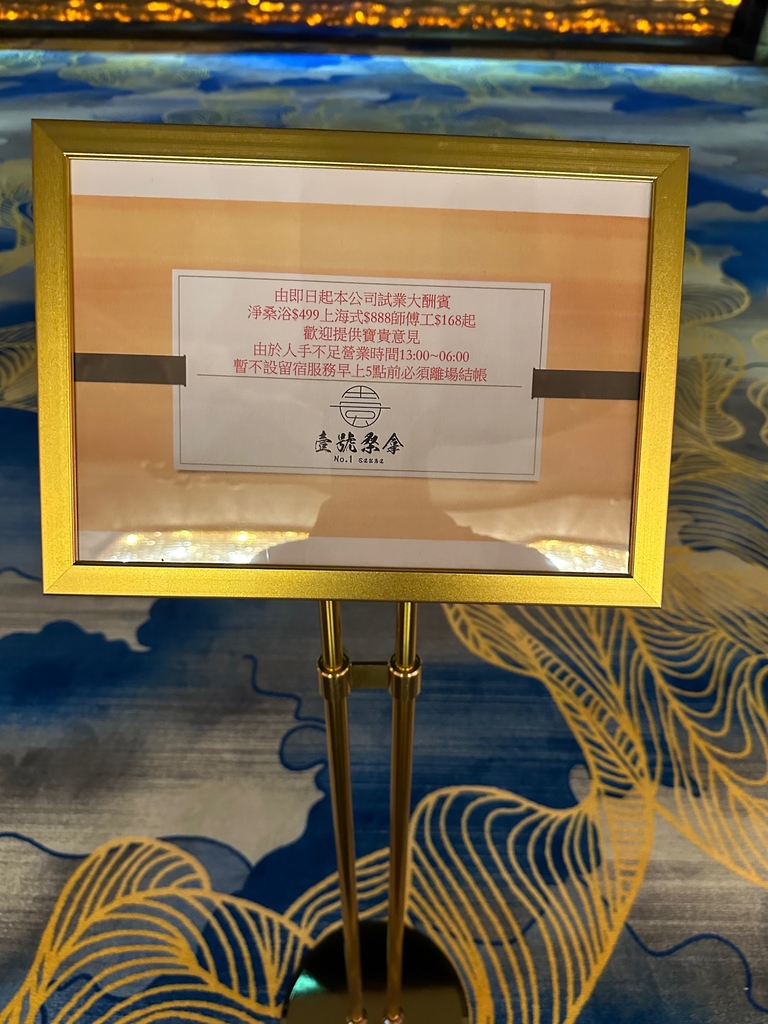 由即日起本公司試業大酬賓
淨桑浴$499上海式$888師傅工$168起
歡迎提供寶貴意見
由於人手不足營業時間13:00~06:00
暫不設留宿服務早上5點前必須離場結帳
壹號桑拿
No.1